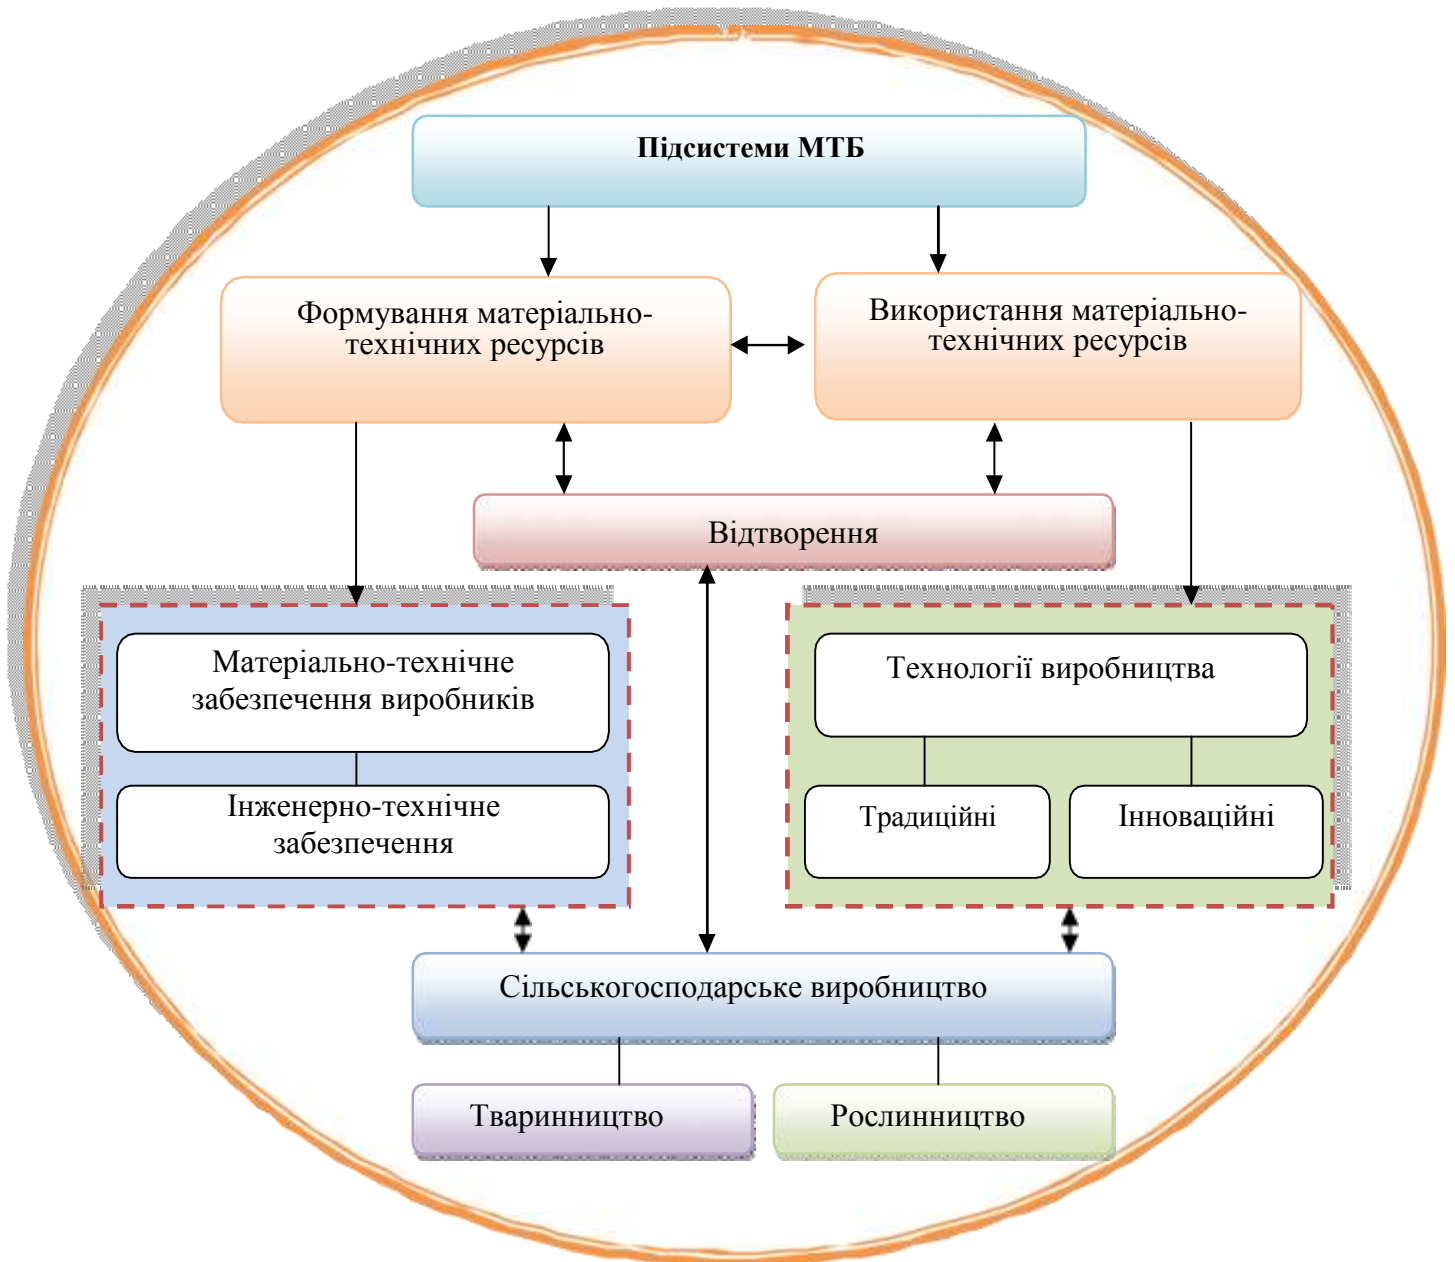 Підсистеми МТБ
Формування матеріально-
технічних ресурсів
Використання матеріально-
технічних ресурсів
Відтворення
Матеріально-технічне
забезпечення виробників
Інженерно-технічне
забезпечення
Технології виробництва
Традиційні
Інноваційні
Сільськогосподарське виробництво
Тваринництво
Рослинництво